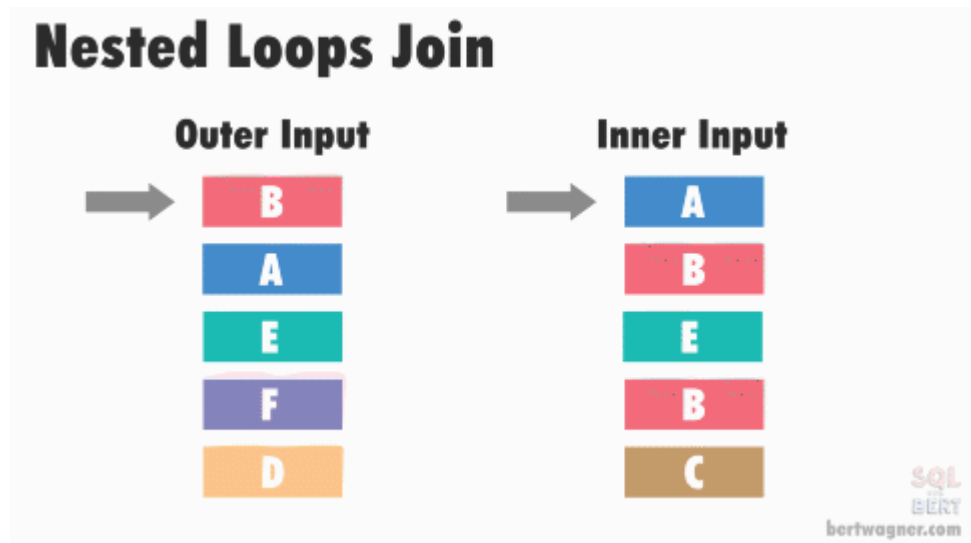 Nested Loops Join
Outer Input Inner Input
B A
A B
E E
F B
D C
SQL
BERT
bertwagner.com